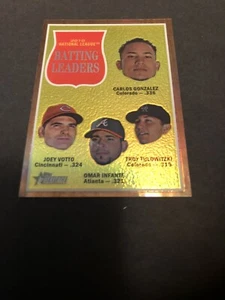 NATIONAL LEAGUE
BATTING
LEADERS
CARLOS GONZALEZ
Colorado — .336
JOEY VOTTO
Cincinnati — .324
TROY TULOWITZKI
Colorado — .315
OMAR INFANTE
Atlanta — .321
Heritage